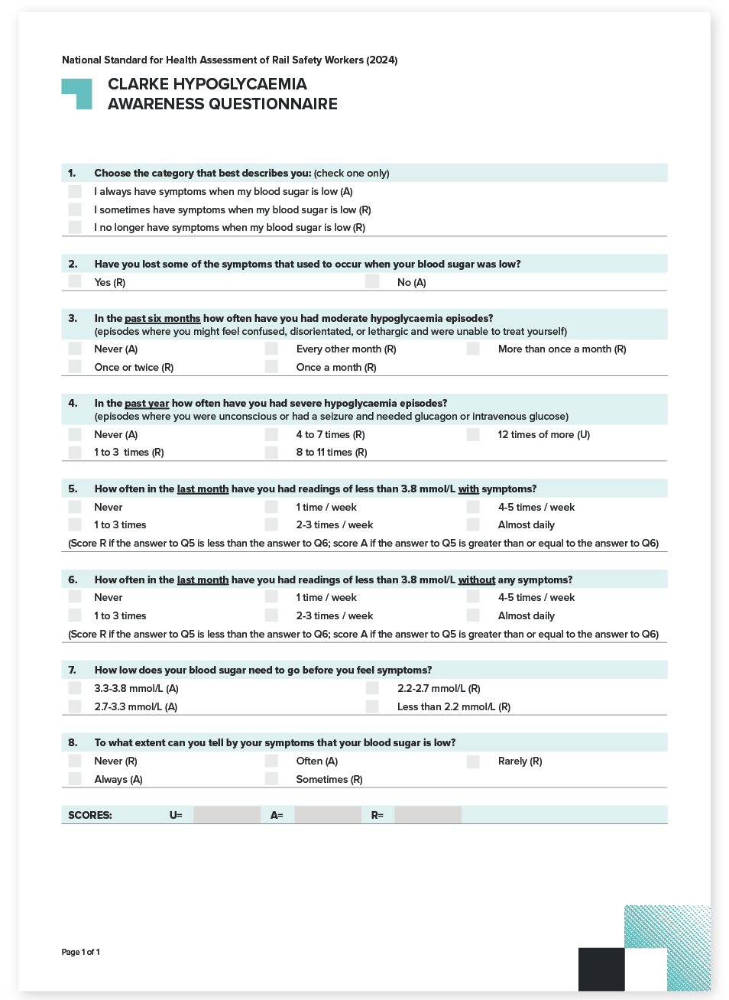 National Standard for Health Assessment of Rail Safety Workers (2024)
CLARKE HYPOGLYCAEMIA
AWARENESS QUESTIONNAIRE
1. Choose the category that best describes you: (check one only)
I always have symptoms when my blood sugar is low (A)
I sometimes have symptoms when my blood sugar is low (R)
I no longer have symptoms when my blood sugar is low (R)
2. Have you lost some of the symptoms that used to occur when your blood sugar was low?
Yes (R) No (A)
3. In the past six months how often have you had moderate hypoglycaemia episodes?
(episodes where you might feel confused, disorientated, or lethargic and were unable to treat yourself)
Never (A) Every other month (R) More than once a month (R)
Once or twice (R) Once a month (R)
4. In the past year how often have you had severe hypoglycaemia episodes?
(episodes where you were unconscious or had a seizure and needed glucagon or intravenous glucose)
Never (A) 4 to 7 times (R) 12 times of more (U)
1 to 3 times (R) 8 to 11 times (R)
5. How often in the last month have you had readings of less than 3.8 mmol/L with symptoms?
Never 1 time / week 4-5 times / week
1 to 3 times 2-3 times / week Almost daily
(Score R if the answer to Q5 is less than the answer to Q6; score A if the answer to Q5 is greater than or equal to the answer to Q6)
6. How often in the last month have you had readings of less than 3.8 mmol/L without any symptoms?
Never 1 time / week 4-5 times / week
1 to 3 times 2-3 times / week Almost daily
(Score R if the answer to Q5 is less than the answer to Q6; score A if the answer to Q5 is greater than or equal to the answer to Q6)
7. How low does your blood sugar need to go before you feel symptoms?
3.3-3.8 mmol/L (A) 2.2-2.7 mmol/L (R)
2.7-3.3 mmol/L (A) Less than 2.2 mmol/L (R)
8. To what extent can you tell by your symptoms that your blood sugar is low?
Never (R) Often (A) Rarely (R)
Always (A) Sometimes (R)
SCORES: U= A= R=
Page 1 of 1